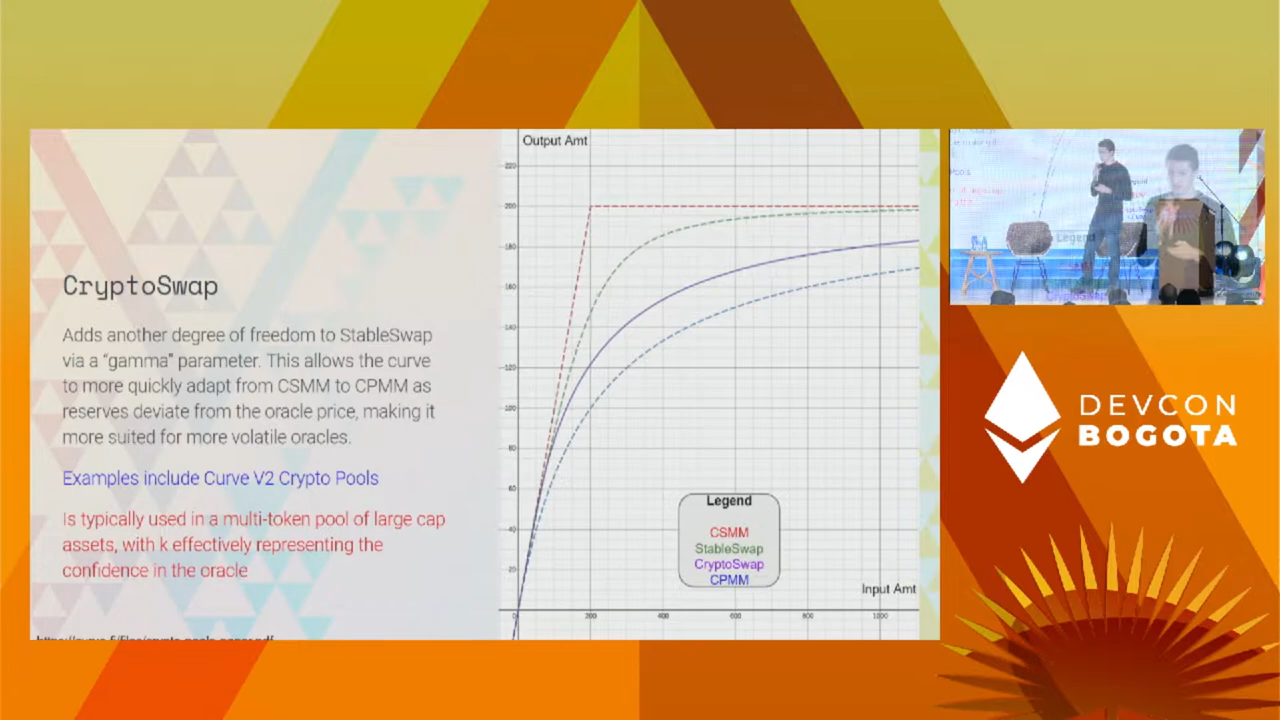 CryptoSwap
Adds another degree of freedom to StableSwap
via a “gamma” parameter. This allows the curve
to more quickly adapt from CSMM to CPMM as
reserves deviate from the oracle price, making it
more suited for more volatile oracles.
Examples include Curve V2 Crypto Pools
Is typically used in a multi-token pool of large cap
assets, with k effectively representing the
confidence in the oracle
Output Amt
220
200
180
160
140
120
100
80
60
40
20
0
200
400
600
800
1000
Input Amt
Legend
CSMM
StableSwap
CryptoSwap
CPMM
DEVCON
BOGOTA
Legend